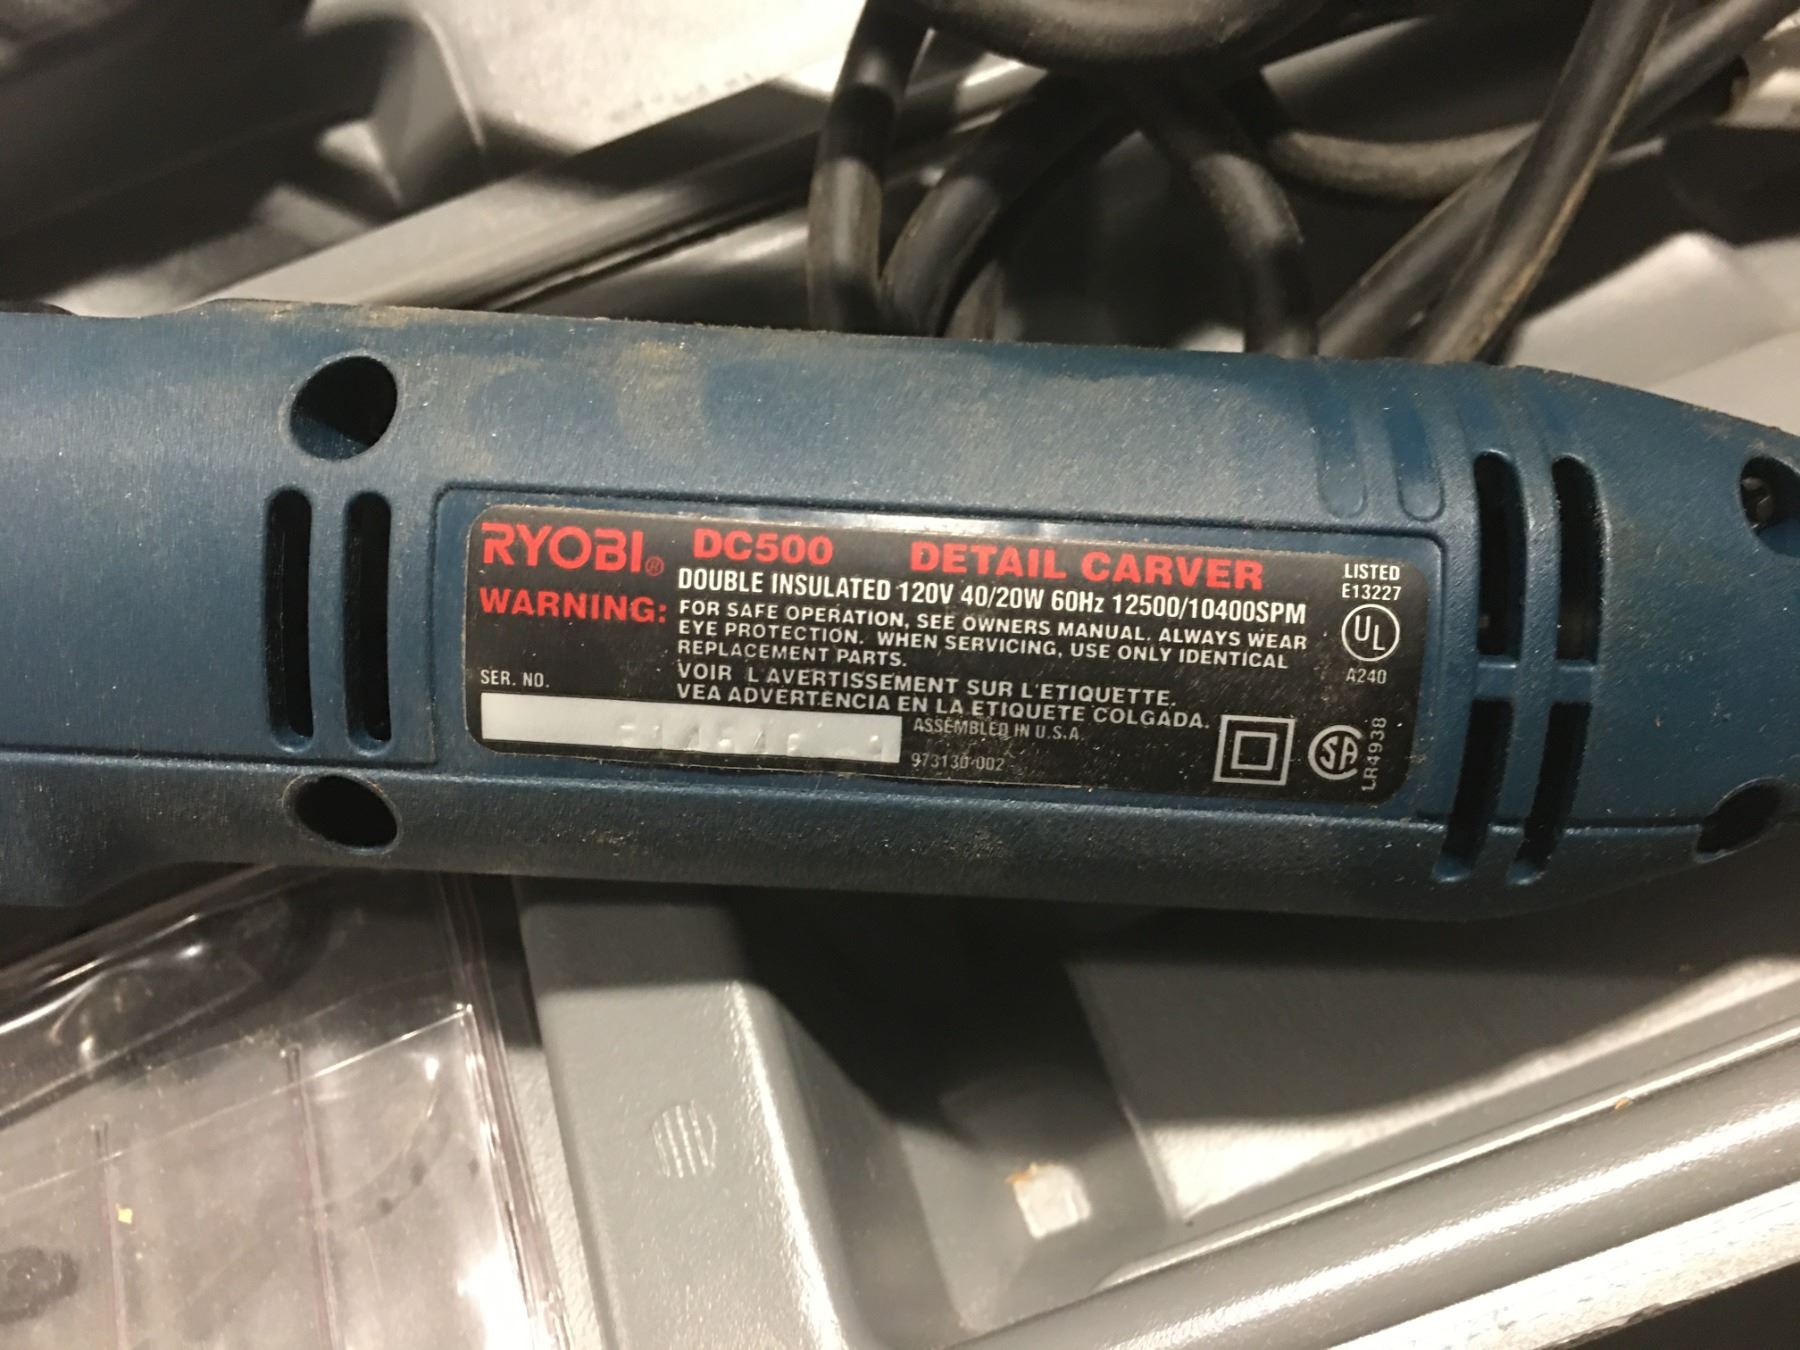 RYOBI® DC500 DETAIL CARVER
DOUBLE INSULATED 120V 40/20W 60Hz 12500/10400SPM
WARNING: FOR SAFE OPERATION, SEE OWNERS MANUAL. ALWAYS WEAR
EYE PROTECTION. WHEN SERVICING, USE ONLY IDENTICAL
REPLACEMENT PARTS.
VOIR L'AVERTISSEMENT SUR L'ETIQUETTE.
VEA ADVERTENCIA EN LA ETIQUETE COLGADA.
SER. NO.
ASSEMBLED IN U.S.A.
973130-002
LISTED
E13227
UL
A240
SA
LR4938